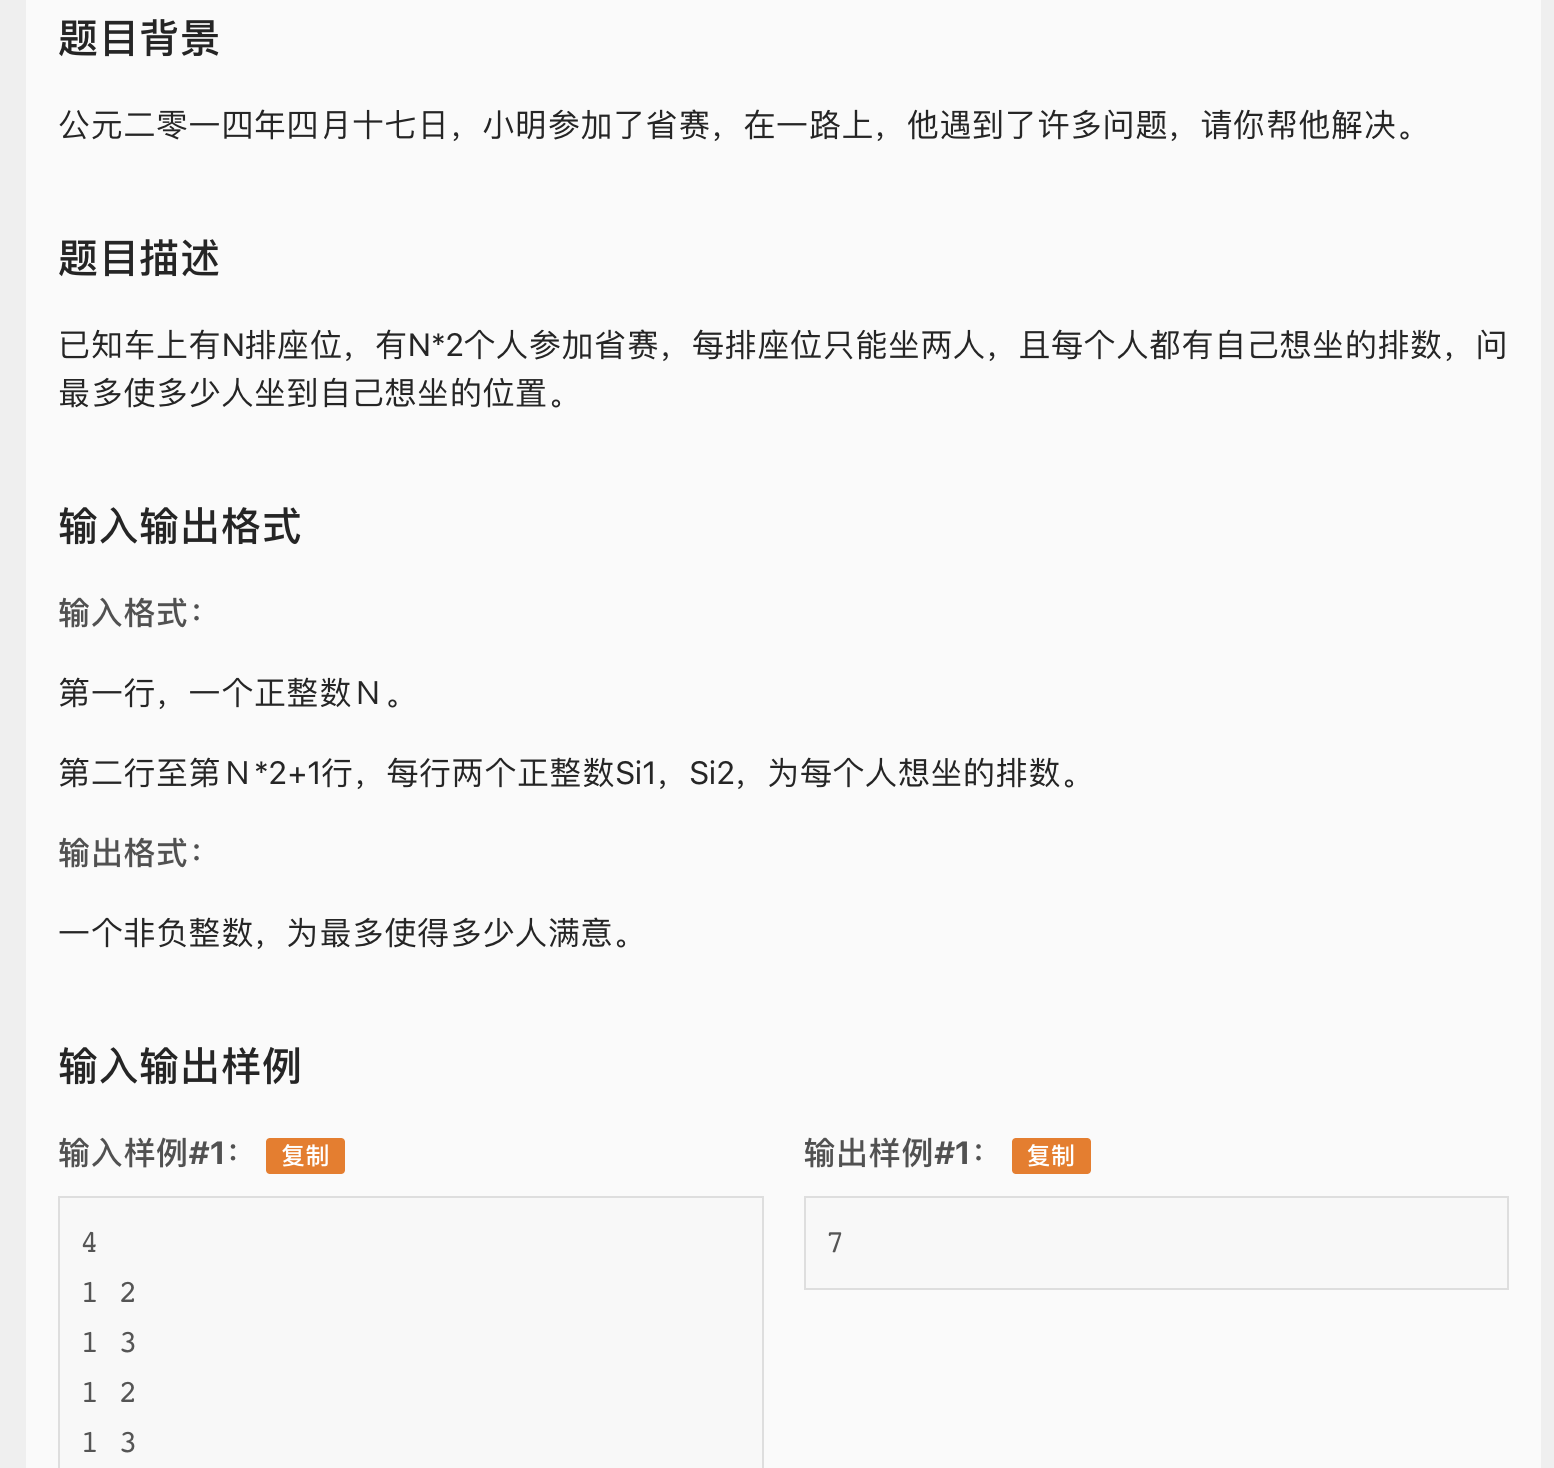 题目背景
公元二零一四年四月十七日，小明参加了省赛，在一路上，他遇到了许多问题，请你帮他解决。
题目描述
已知车上有N排座位，有N*2个人参加省赛，每排座位只能坐两人，且每个人都有自己想坐的排数，问
最多使多少人坐到自己想坐的位置。
输入输出格式
输入格式：
第一行，一个正整数Ｎ。
第二行至第Ｎ*2+1行，每行两个正整数Si1，Si2，为每个人想坐的排数。
输出格式：
一个非负整数，为最多使得多少人满意。
输入输出样例
输入样例#1： 复制
4
1 2
1 3
1 2
1 3
输出样例#1： 复制
7